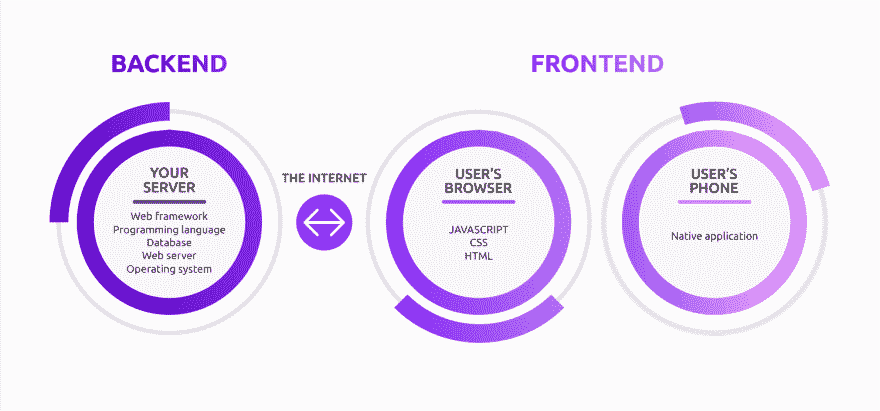 BACKEND
FRONTEND
YOUR
SERVER
Web framework
Programming language
Database
Web server
Operating system
THE INTERNET
USER'S
BROWSER
JAVASCRIPT
CSS
HTML
USER'S
PHONE
Native application